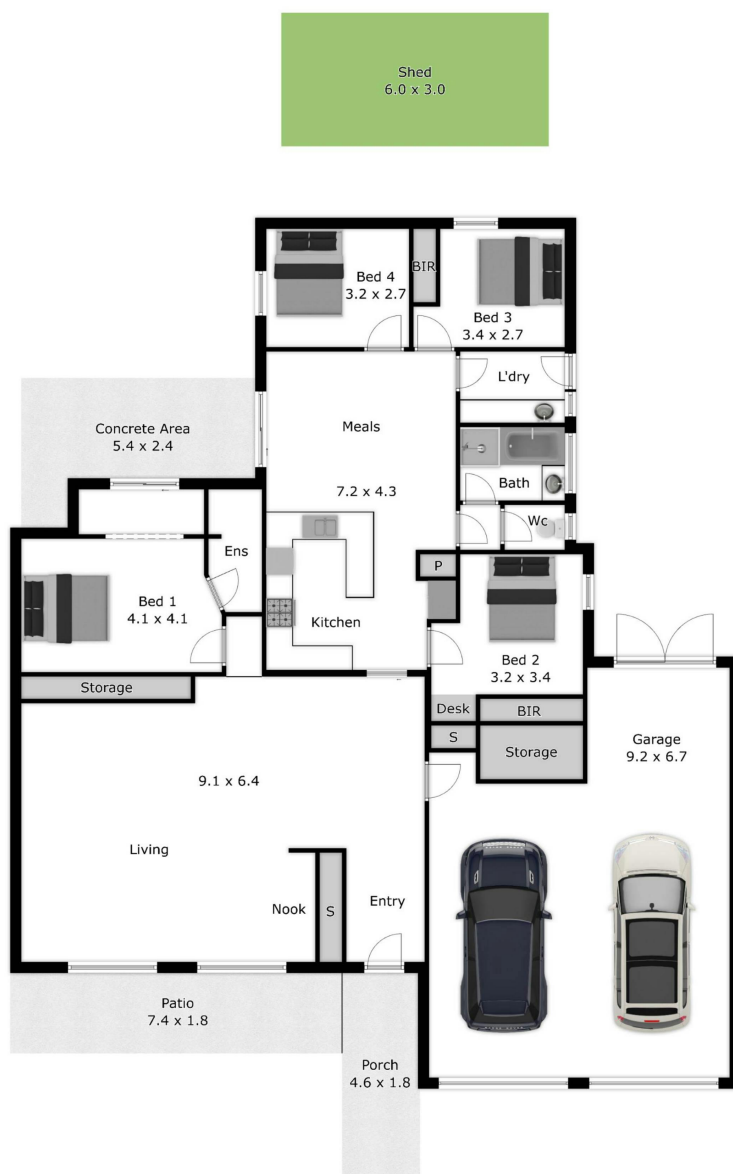 Shed
6.0 x 3.0
Bed 4
3.2 x 2.7
BIR
Bed 3
3.4 x 2.7
L'dry
Concrete Area
5.4 x 2.4
Meals
7.2 x 4.3
Bath
Wc
Ens
P
Bed 1
4.1 x 4.1
Kitchen
Bed 2
3.2 x 3.4
Storage
Desk
BIR
S
Storage
Garage
9.2 x 6.7
9.1 x 6.4
Living
Nook
S
Entry
Patio
7.4 x 1.8
Porch
4.6 x 1.8